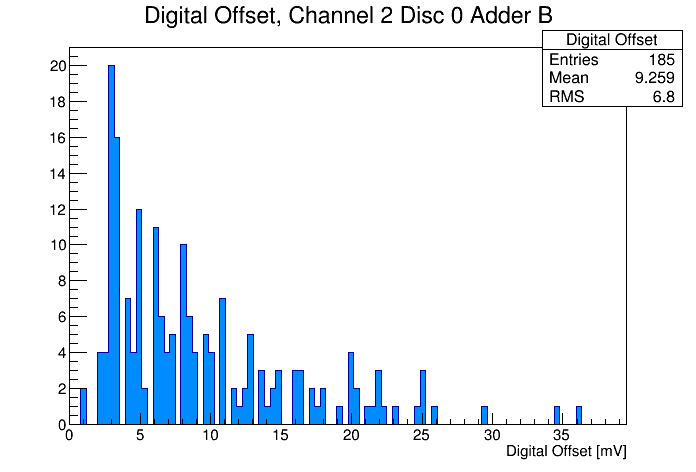 Digital Offset, Channel 2 Disc 0 Adder B
Digital Offset
Entries 185
Mean 9.259
RMS 6.8
20
18
16
14
12
10
8
6
4
2
0
0 5 10 15 20 25 30 35
Digital Offset [mV]